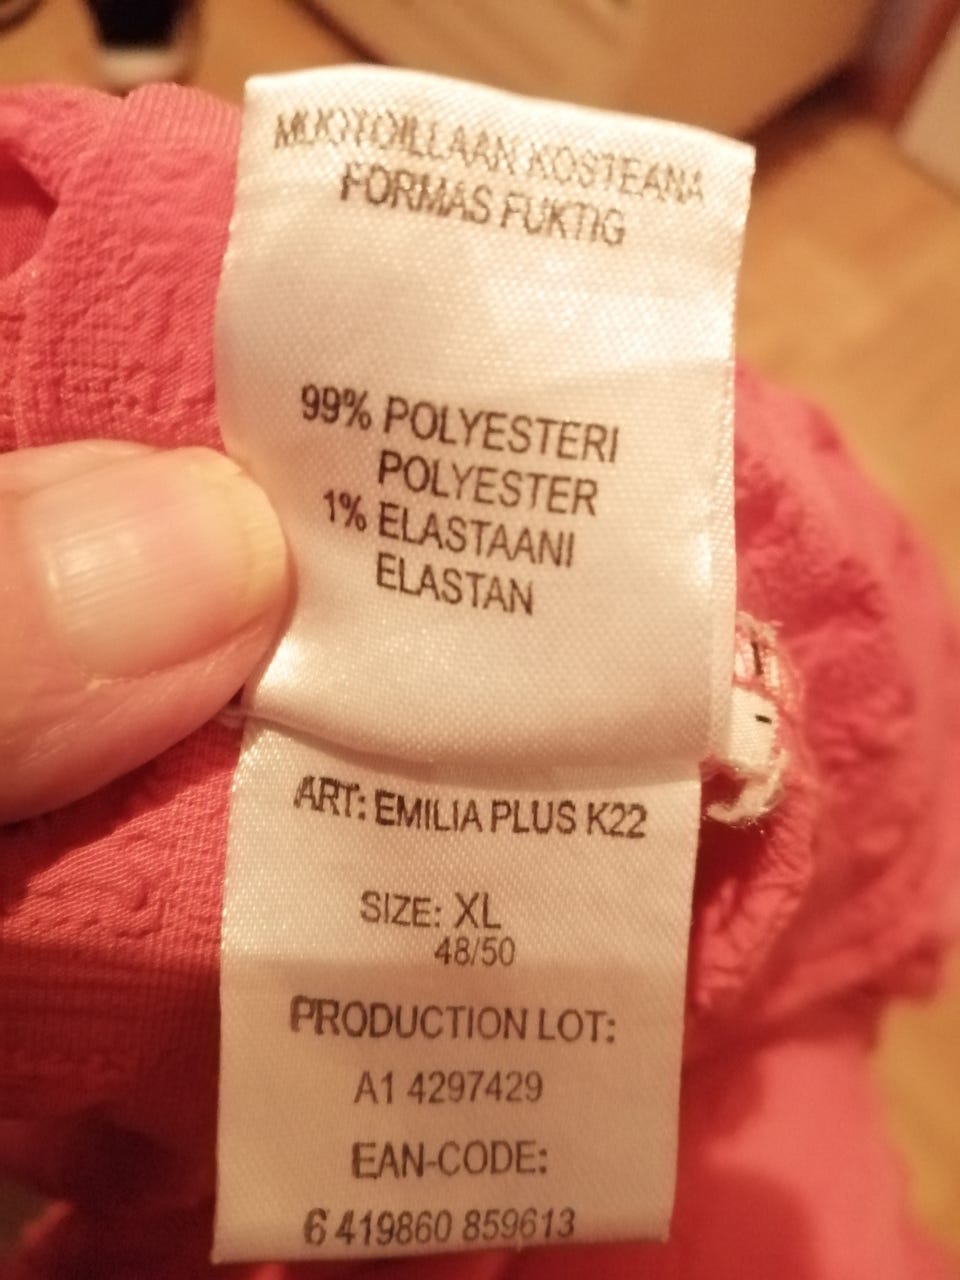 MUOTOILLAAN KOSTEANA
FORMAS FUKTIG
99% POLYESTERI
POLYESTER
1% ELASTAANI
ELASTAN
ART: EMILIA PLUS K22
SIZE: XL
48/50
PRODUCTION LOT:
A1 4297429
EAN-CODE:
6 419860 859613